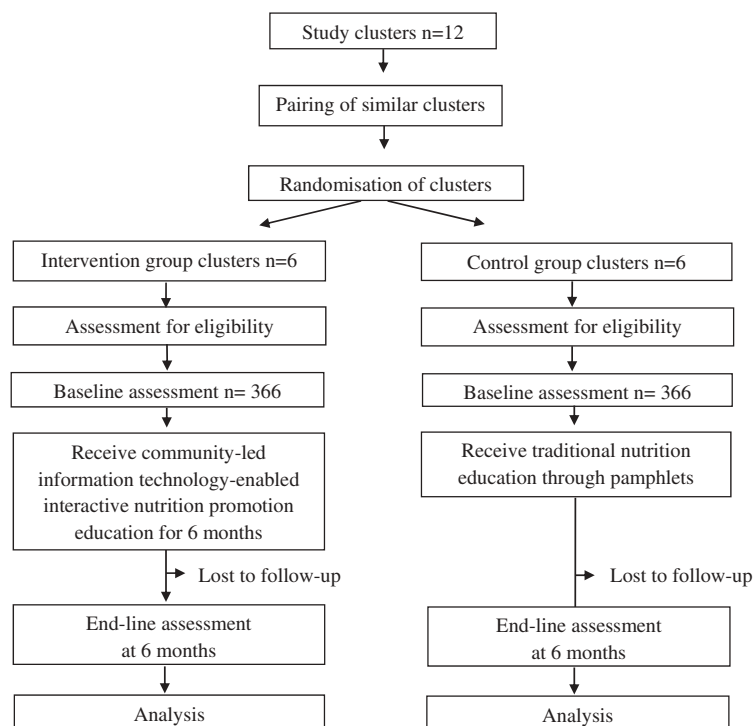 Study clusters n=12
Pairing of similar clusters
Randomisation of clusters
Intervention group clusters n=6
Assessment for eligibility
Baseline assessment n= 366
Receive community-led
information technology-enabled
interactive nutrition promotion
education for 6 months
Lost to follow-up
End-line assessment
at 6 months
Analysis
Control group clusters n=6
Assessment for eligibility
Baseline assessment n= 366
Receive traditional nutrition
education through pamphlets
Lost to follow-up
End-line assessment
at 6 months
Analysis